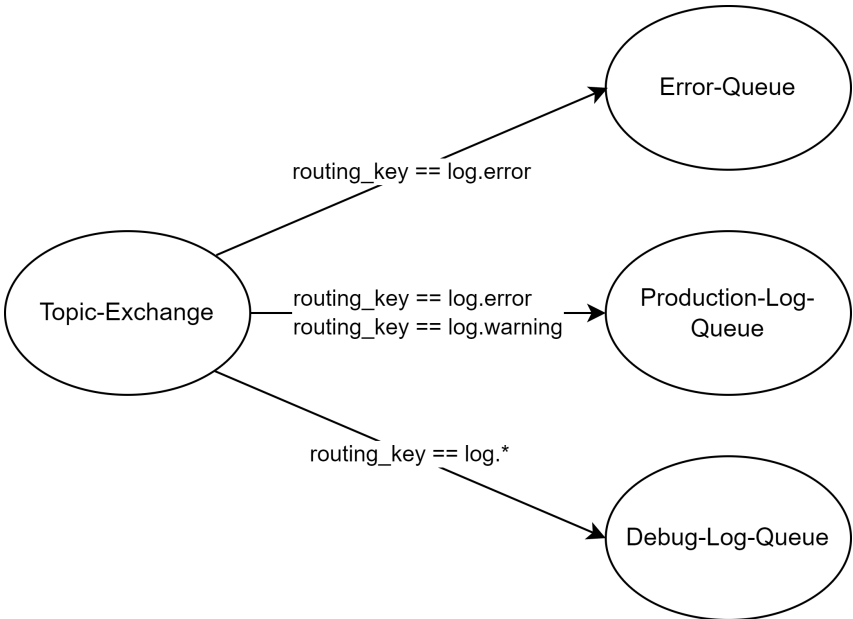 Error-Queue
routing_key == log.error
Topic-Exchange
routing_key == log.error
routing_key == log.warning
Production-Log-
Queue
routing_key == log.*
Debug-Log-Queue